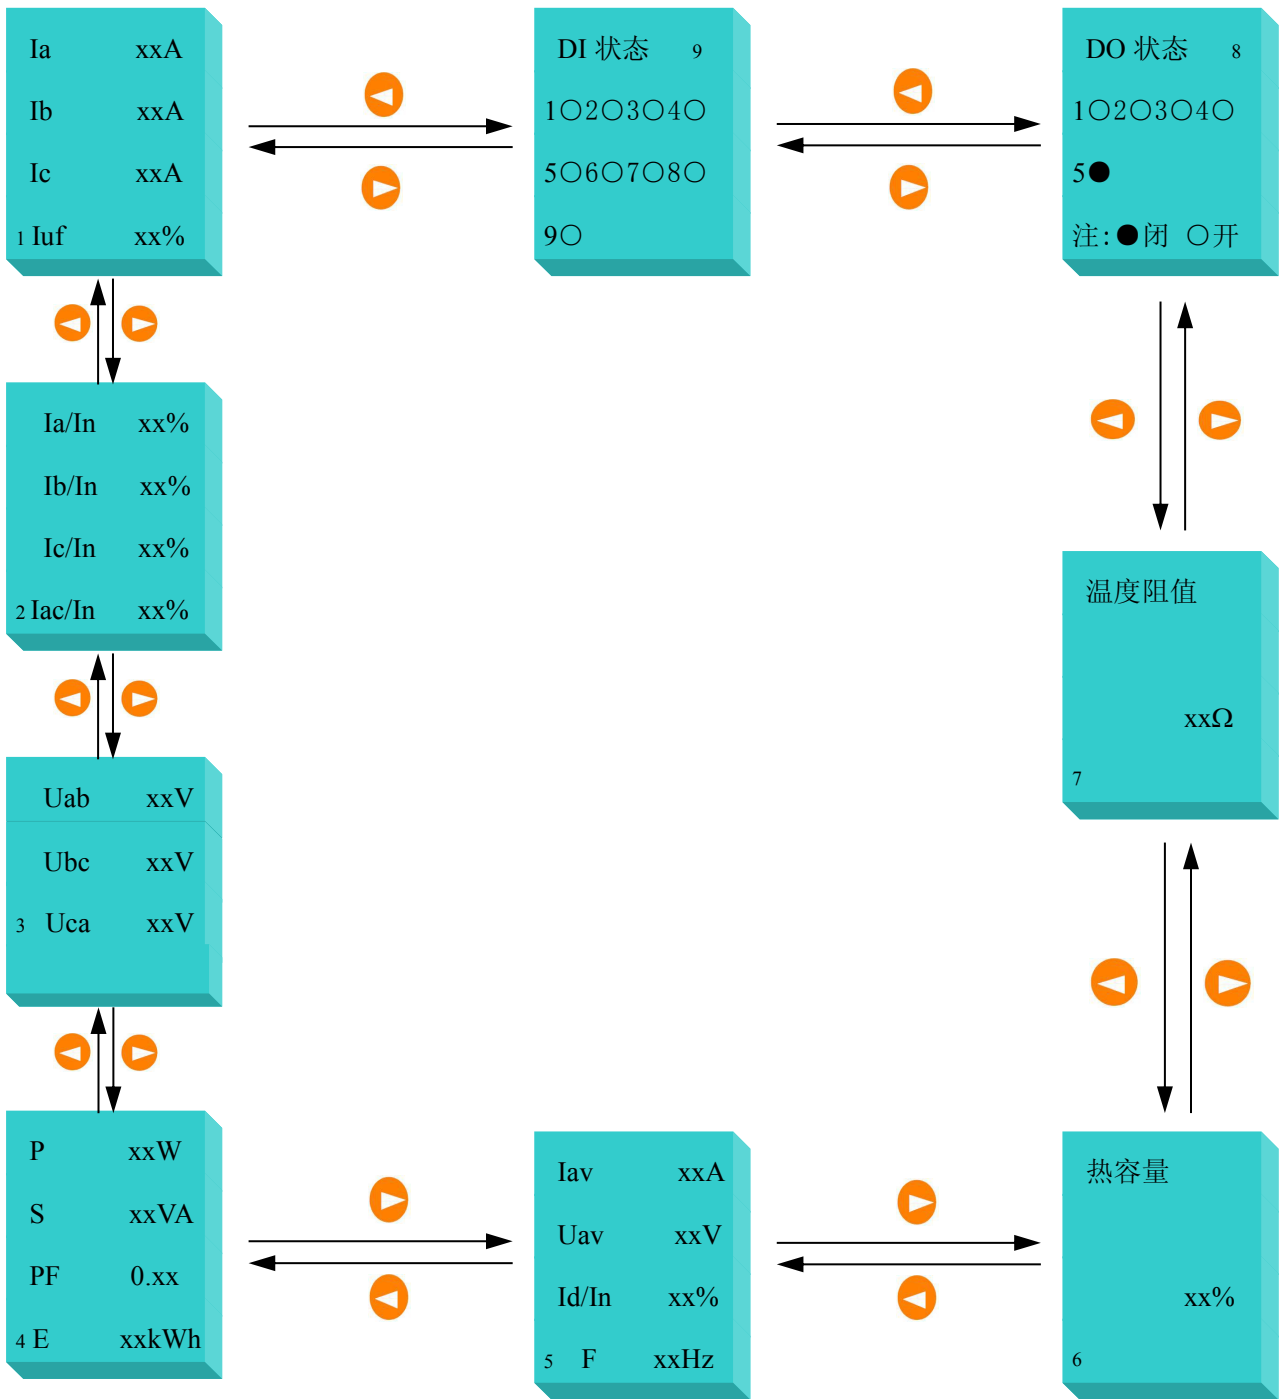 Ia xxA
Ib xxA
Ic xxA
1 Iuf xx%
DI 状态 9
1○2○3○4○
5○6○7○8○
9○
DO 状态 8
1○2○3○4○
5●
注:●闭 ○开
Ia/In xx%
Ib/In xx%
Ic/In xx%
2 Iac/In xx%
温度阻值
xxΩ
7
Uab xxV
Ubc xxV
3 Uca xxV
P xxW
S xxVA
PF 0.xx
4 E xxkWh
Iav xxA
Uav xxV
Id/In xx%
5 F xxHz
热容量
xx%
6